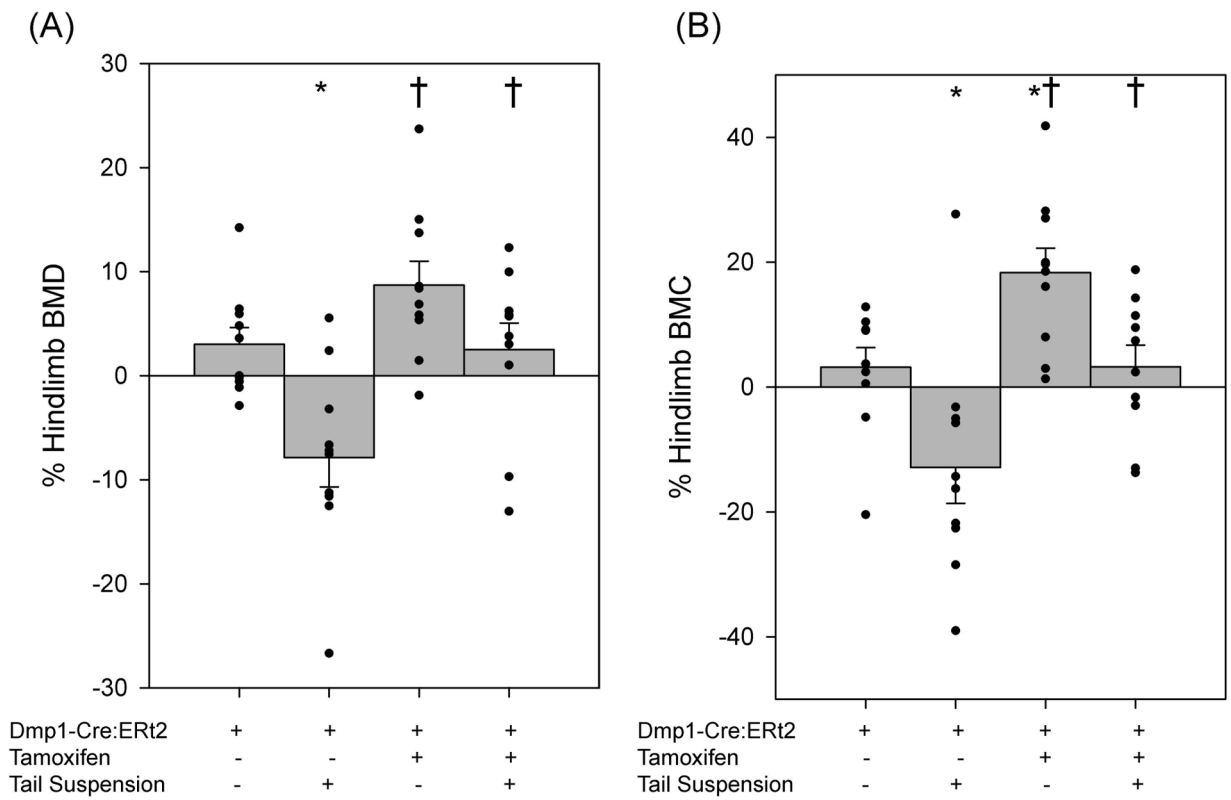 (A)
(B)
% Hindlimb BMD
30
20
10
0
-10
-20
-30
* † †
Dmp1-Cre:ERt2 + + + +
Tamoxifen - - + +
Tail Suspension - + - +
% Hindlimb BMC
40
20
0
-20
-40
* *† †
Dmp1-Cre:ERt2 + + + +
Tamoxifen - - + +
Tail Suspension - + - +